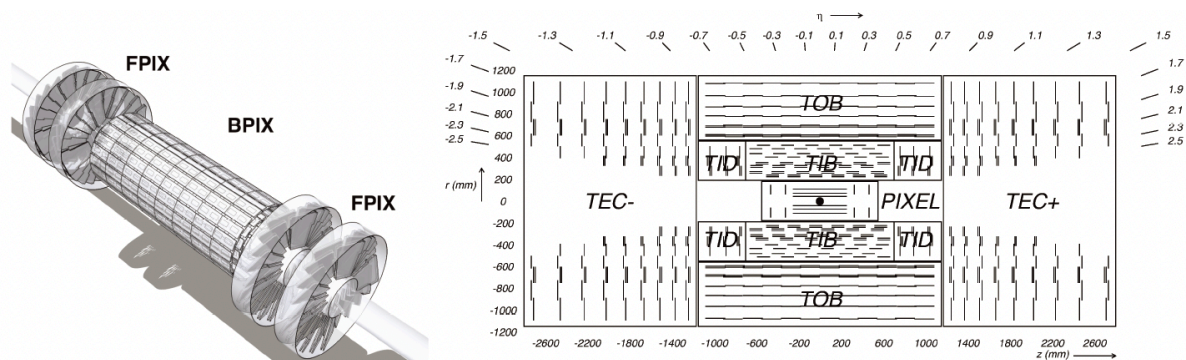 FPIX
BPIX
FPIX
η
-1.5 -1.3 -1.1 -0.9 -0.7 -0.5 -0.3 -0.1 0.1 0.3 0.5 0.7 0.9 1.1 1.3 1.5
-1.7 1.7
-1.9 1.9
-2.1 2.1
-2.3 2.3
-2.5 2.5
1200
1000
800
600
400
200
0
-200
-400
-600
-800
-1000
-1200
r (mm)
TOB
TID TIB TID
TEC- PIXEL TEC+
TID TIB TID
TOB
-2600 -2200 -1800 -1400 -1000 -600 -200 200 600 1000 1400 1800 2200 2600
z (mm)